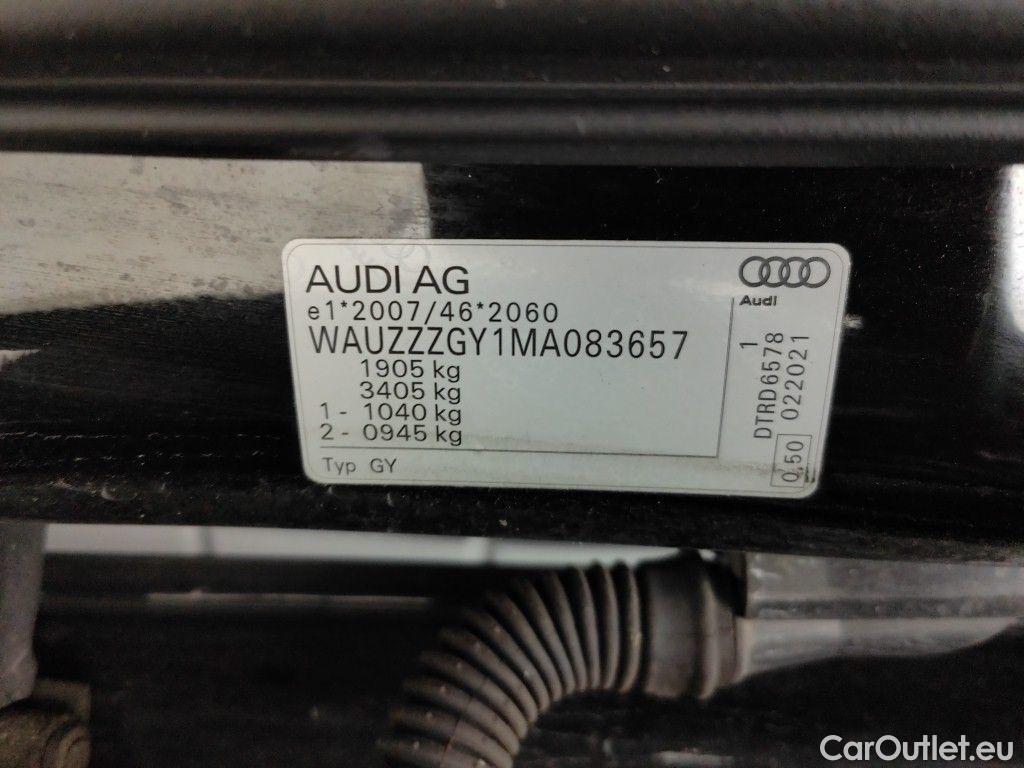 AUDI AG
e1*2007/46*2060
WAUZZZGY1MA083657
1905 kg
3405 kg
1 - 1040 kg
2 - 0945 kg
Typ GY
Audi
1
DTRD6578
0,50 022021
CarOutlet.eu